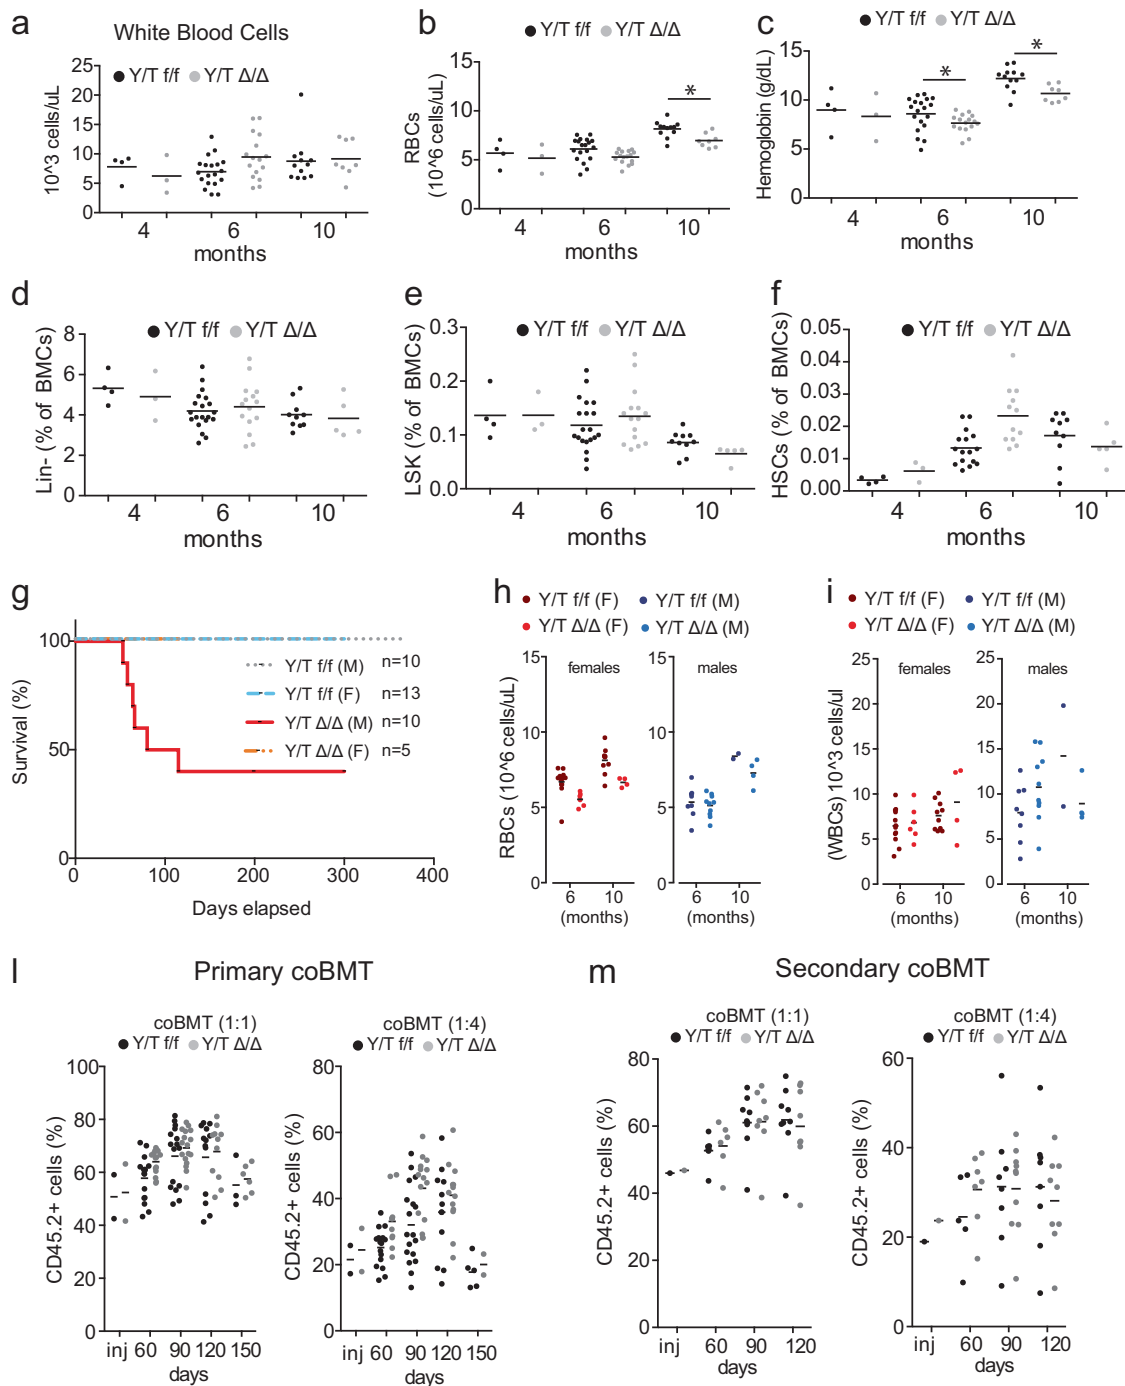 a
White Blood Cells
Y/T f/f Y/T Δ/Δ
10^3 cells/uL
25
20
15
10
5
0
4 6 10
months
b
Y/T f/f Y/T Δ/Δ
RBCs
(10^6 cells/uL)
15
10
5
0
*
4 6 10
months
c
Y/T f/f Y/T Δ/Δ
Hemoglobin (g/dL)
15
10
5
0
* *
4 6 10
months
d
Y/T f/f Y/T Δ/Δ
Lin- (% of BMCs)
8
6
4
2
0
4 6 10
months
e
Y/T f/f Y/T Δ/Δ
LSK (% of BMCs)
0.3
0.2
0.1
0.0
4 6 10
months
f
Y/T f/f Y/T Δ/Δ
HSCs (% of BMCs)
0.05
0.04
0.03
0.02
0.01
0.00
4 6 10
months
g
Survival (%)
100
50
0
Y/T f/f (M) n=10
Y/T f/f (F) n=13
Y/T Δ/Δ (M) n=10
Y/T Δ/Δ (F) n=5
0 100 200 300 400
Days elapsed
h
Y/T f/f (F) Y/T f/f (M)
Y/T Δ/Δ (F) Y/T Δ/Δ (M)
RBCs (10^6 cells/uL)
females
15
10
5
0
6 10
(months)
males
15
10
5
0
6 10
(months)
i
Y/T f/f (F) Y/T f/f (M)
Y/T Δ/Δ (F) Y/T Δ/Δ (M)
(WBCs) 10^3 cells/ul
females
25
20
15
10
5
0
6 10
(months)
males
25
20
15
10
5
0
6 10
(months)
l
Primary coBMT
coBMT (1:1)
Y/T f/f Y/T Δ/Δ
CD45.2+ cells (%)
100
80
60
40
20
0
inj 60 90 120 150
days
coBMT (1:4)
Y/T f/f Y/T Δ/Δ
CD45.2+ cells (%)
80
60
40
20
0
inj 60 90 120 150
days
m
Secondary coBMT
coBMT (1:1)
Y/T f/f Y/T Δ/Δ
CD45.2+ cells (%)
80
60
40
20
0
inj 60 90 120
days
coBMT (1:4)
Y/T f/f Y/T Δ/Δ
CD45.2+ cells (%)
60
40
20
0
inj 60 90 120
days